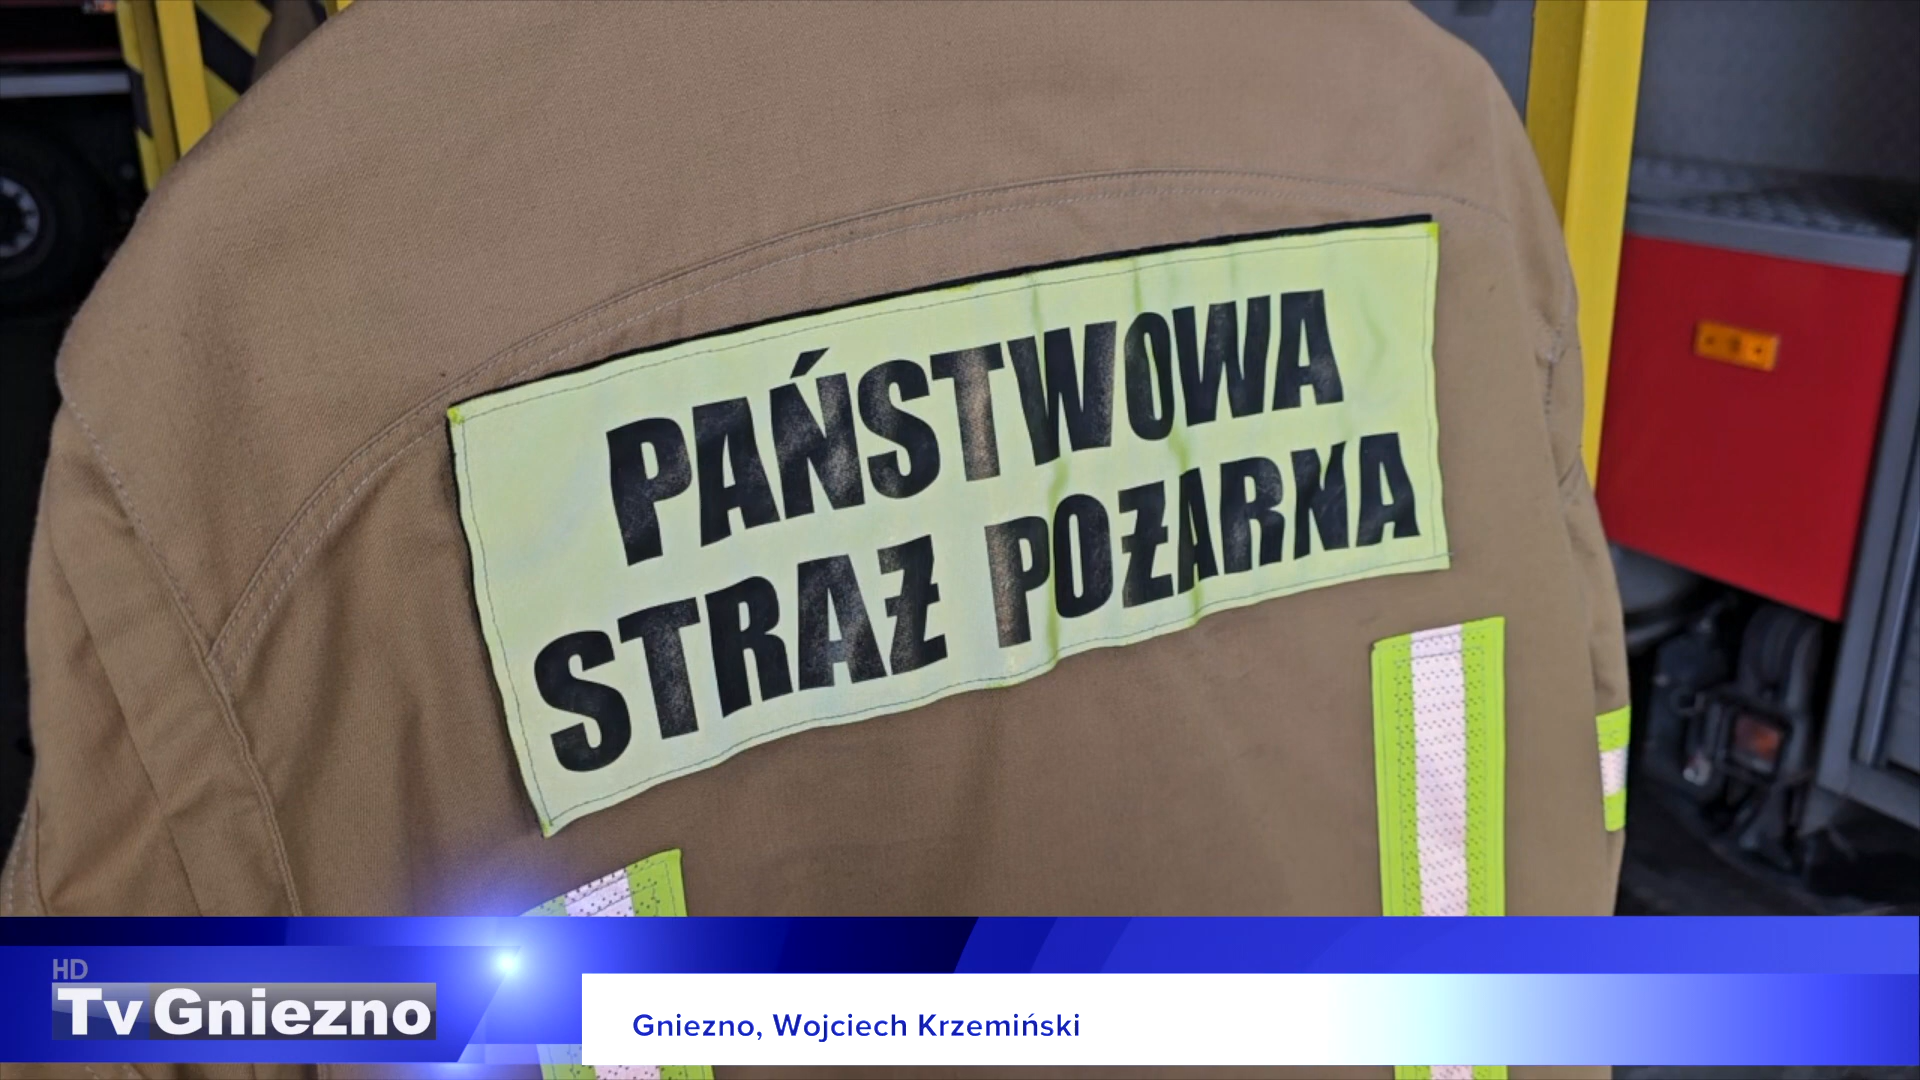 PAŃSTWOWA
STRAŻ POŻARNA
HD
Tv Gniezno
Gniezno, Wojciech Krzemiński